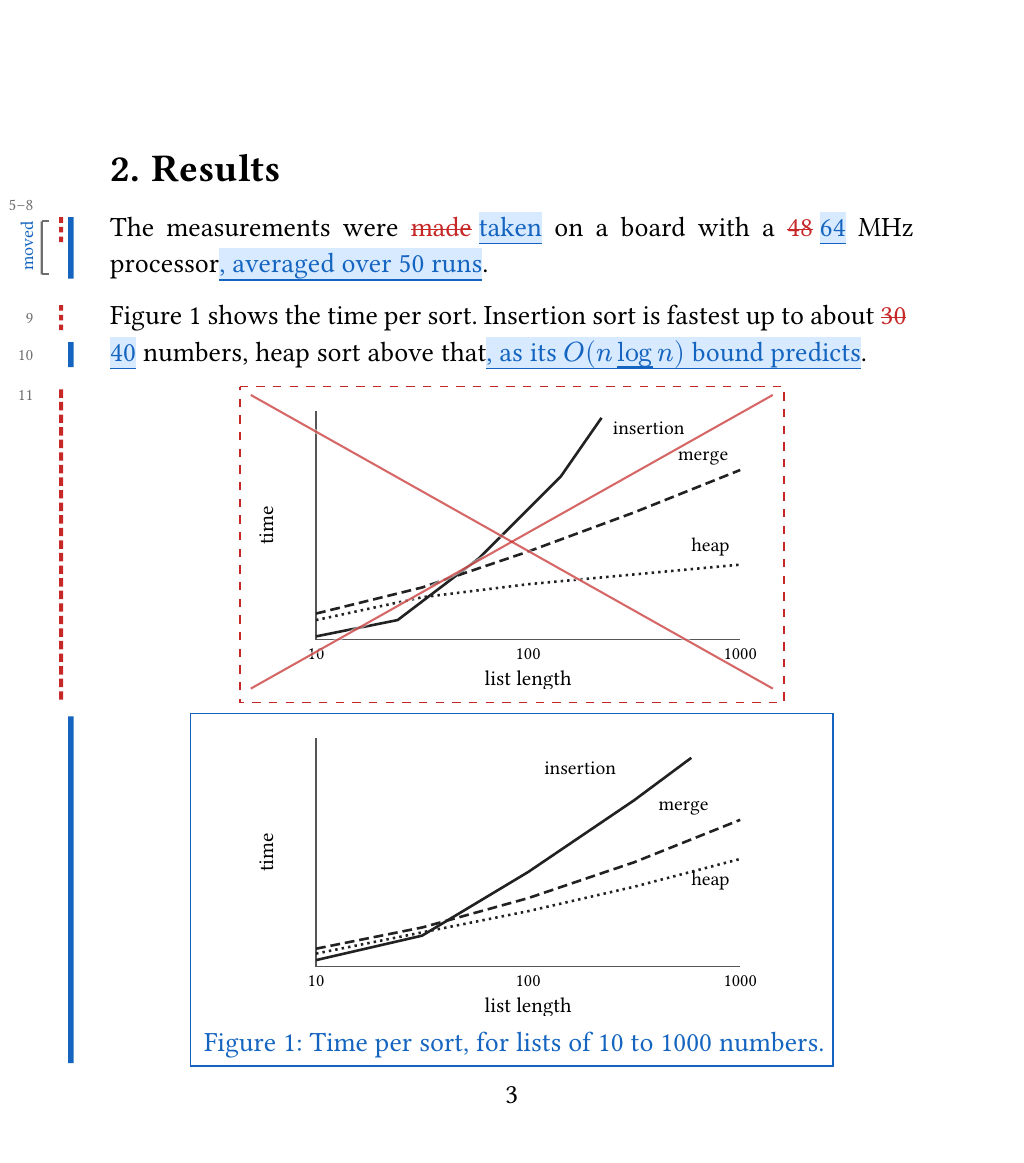 2. Results
5–8
moved
The measurements were made taken on a board with a 48 64 MHz
processor, averaged over 50 runs.
9
Figure 1 shows the time per sort. Insertion sort is fastest up to about 30
10
40 numbers, heap sort above that, as its O(n log n) bound predicts.
11
insertion
merge
time
heap
10 100 1000
list length
insertion
merge
time
heap
10 100 1000
list length
Figure 1: Time per sort, for lists of 10 to 1000 numbers.
3